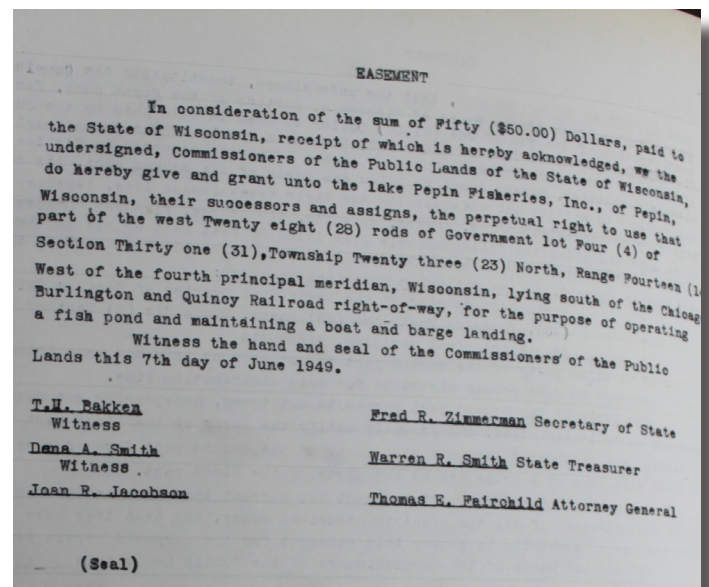 EASEMENT
In consideration of the sum of Fifty ($50.00) Dollars, paid to
the State of Wisconsin, receipt of which is hereby acknowledged, we the
undersigned, Commissioners of the Public Lands of the State of Wisconsin,
do hereby give and grant unto the lake Pepin Fisheries, Inc., of Pepin,
Wisconsin, their successors and assigns, the perpetual right to use that
part of the west Twenty eight (28) rods of Government lot Four (4) of
Section Thirty one (31),Township Twenty three (23) North, Range Fourteen
West of the fourth principal meridian, Wisconsin, lying south of the
Burlington and Quincy Railroad right-of-way, for the purpose of operating
a fish pond and maintaining a boat and barge landing.
Witness the hand and seal of the Commissioners of the Public
Lands this 7th day of June 1949.
T.H. Bakken
Witness
Fred R. Zimmerman Secretary of State
Dena A. Smith
Witness
Warren R. Smith State Treasurer
Joan R. Jacobson
Thomas E. Fairchild Attorney General
(Seal)